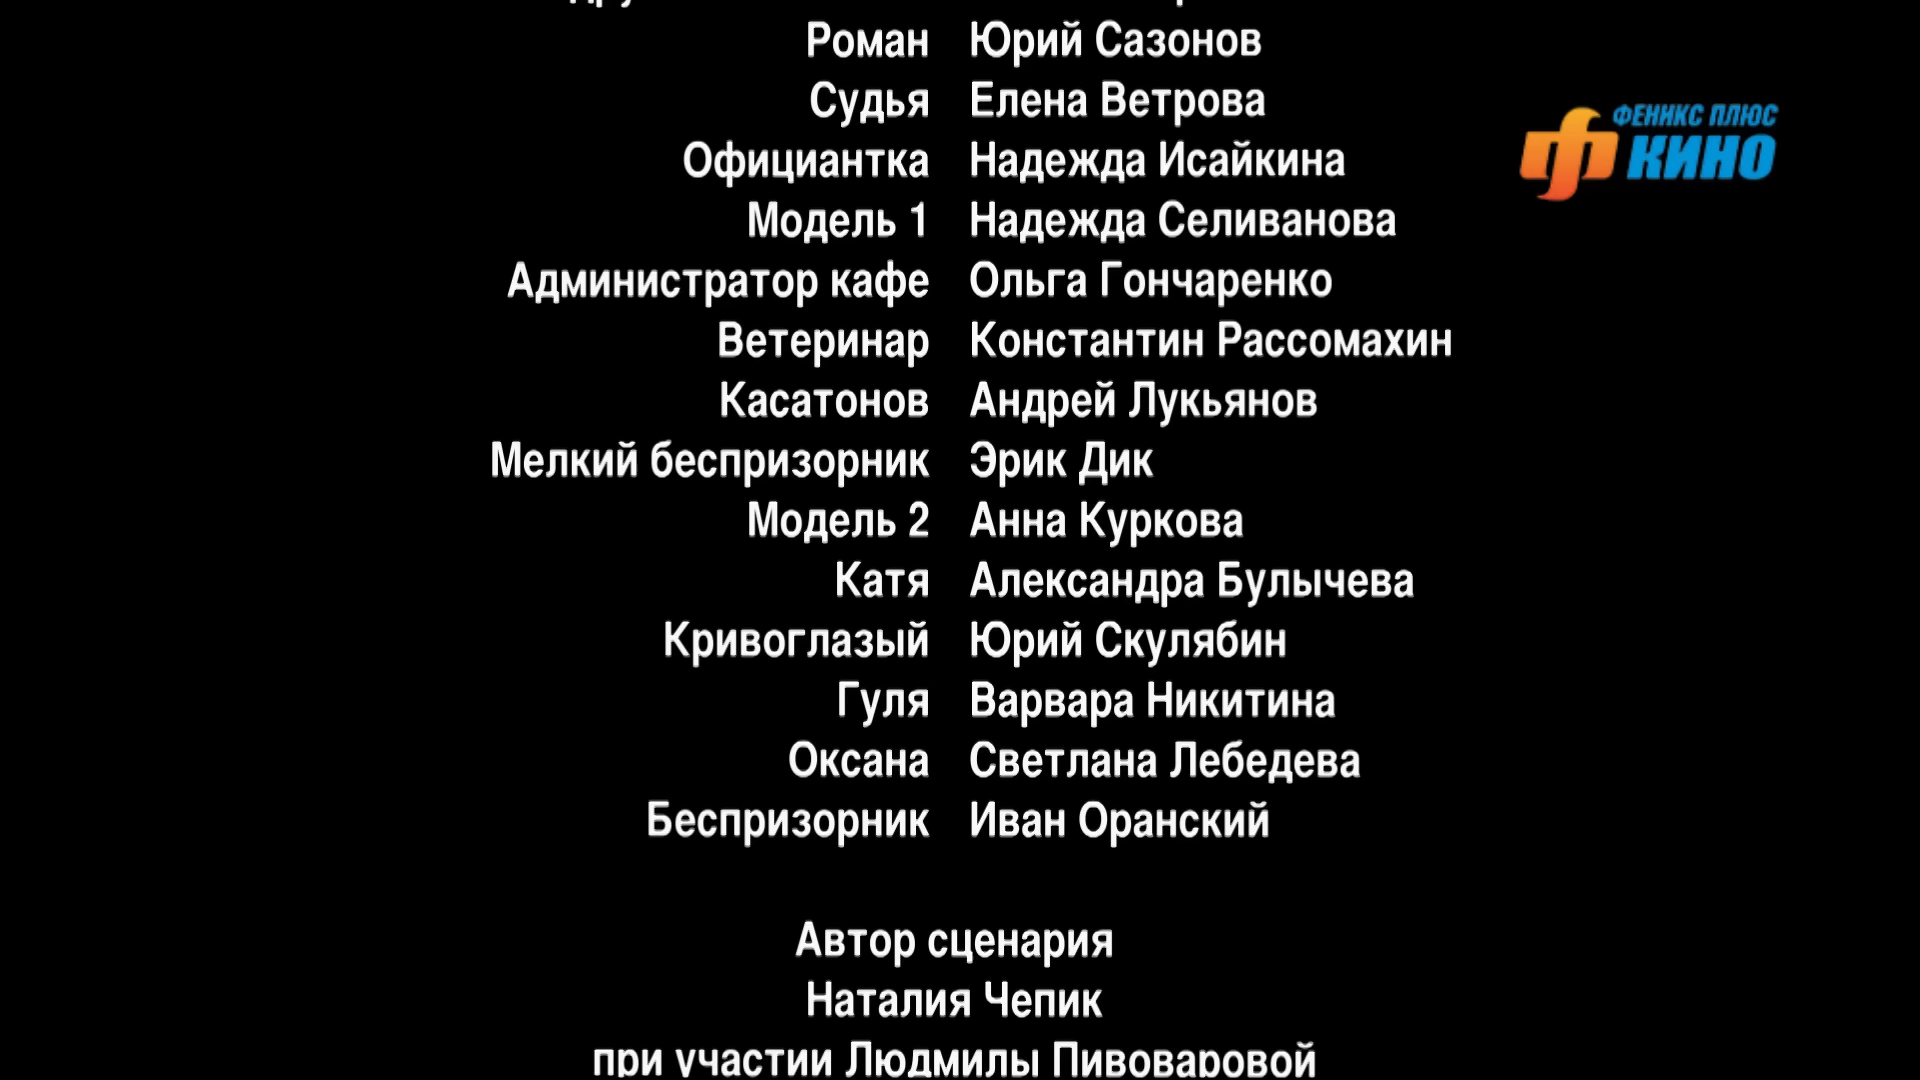 Роман Юрий Сазонов
Судья Елена Ветрова
ФЕНИКС ПЛЮС
КИНО
Официантка Надежда Исайкина
Модель 1 Надежда Селиванова
Администратор кафе Ольга Гончаренко
Ветеринар Константин Рассомахин
Касатонов Андрей Лукьянов
Мелкий беспризорник Эрик Дик
Модель 2 Анна Куркова
Катя Александра Булычева
Кривоглазый Юрий Скулябин
Гуля Варвара Никитина
Оксана Светлана Лебедева
Беспризорник Иван Оранский
Автор сценария
Наталия Чепик
при участии Людмилы Пивоваровой